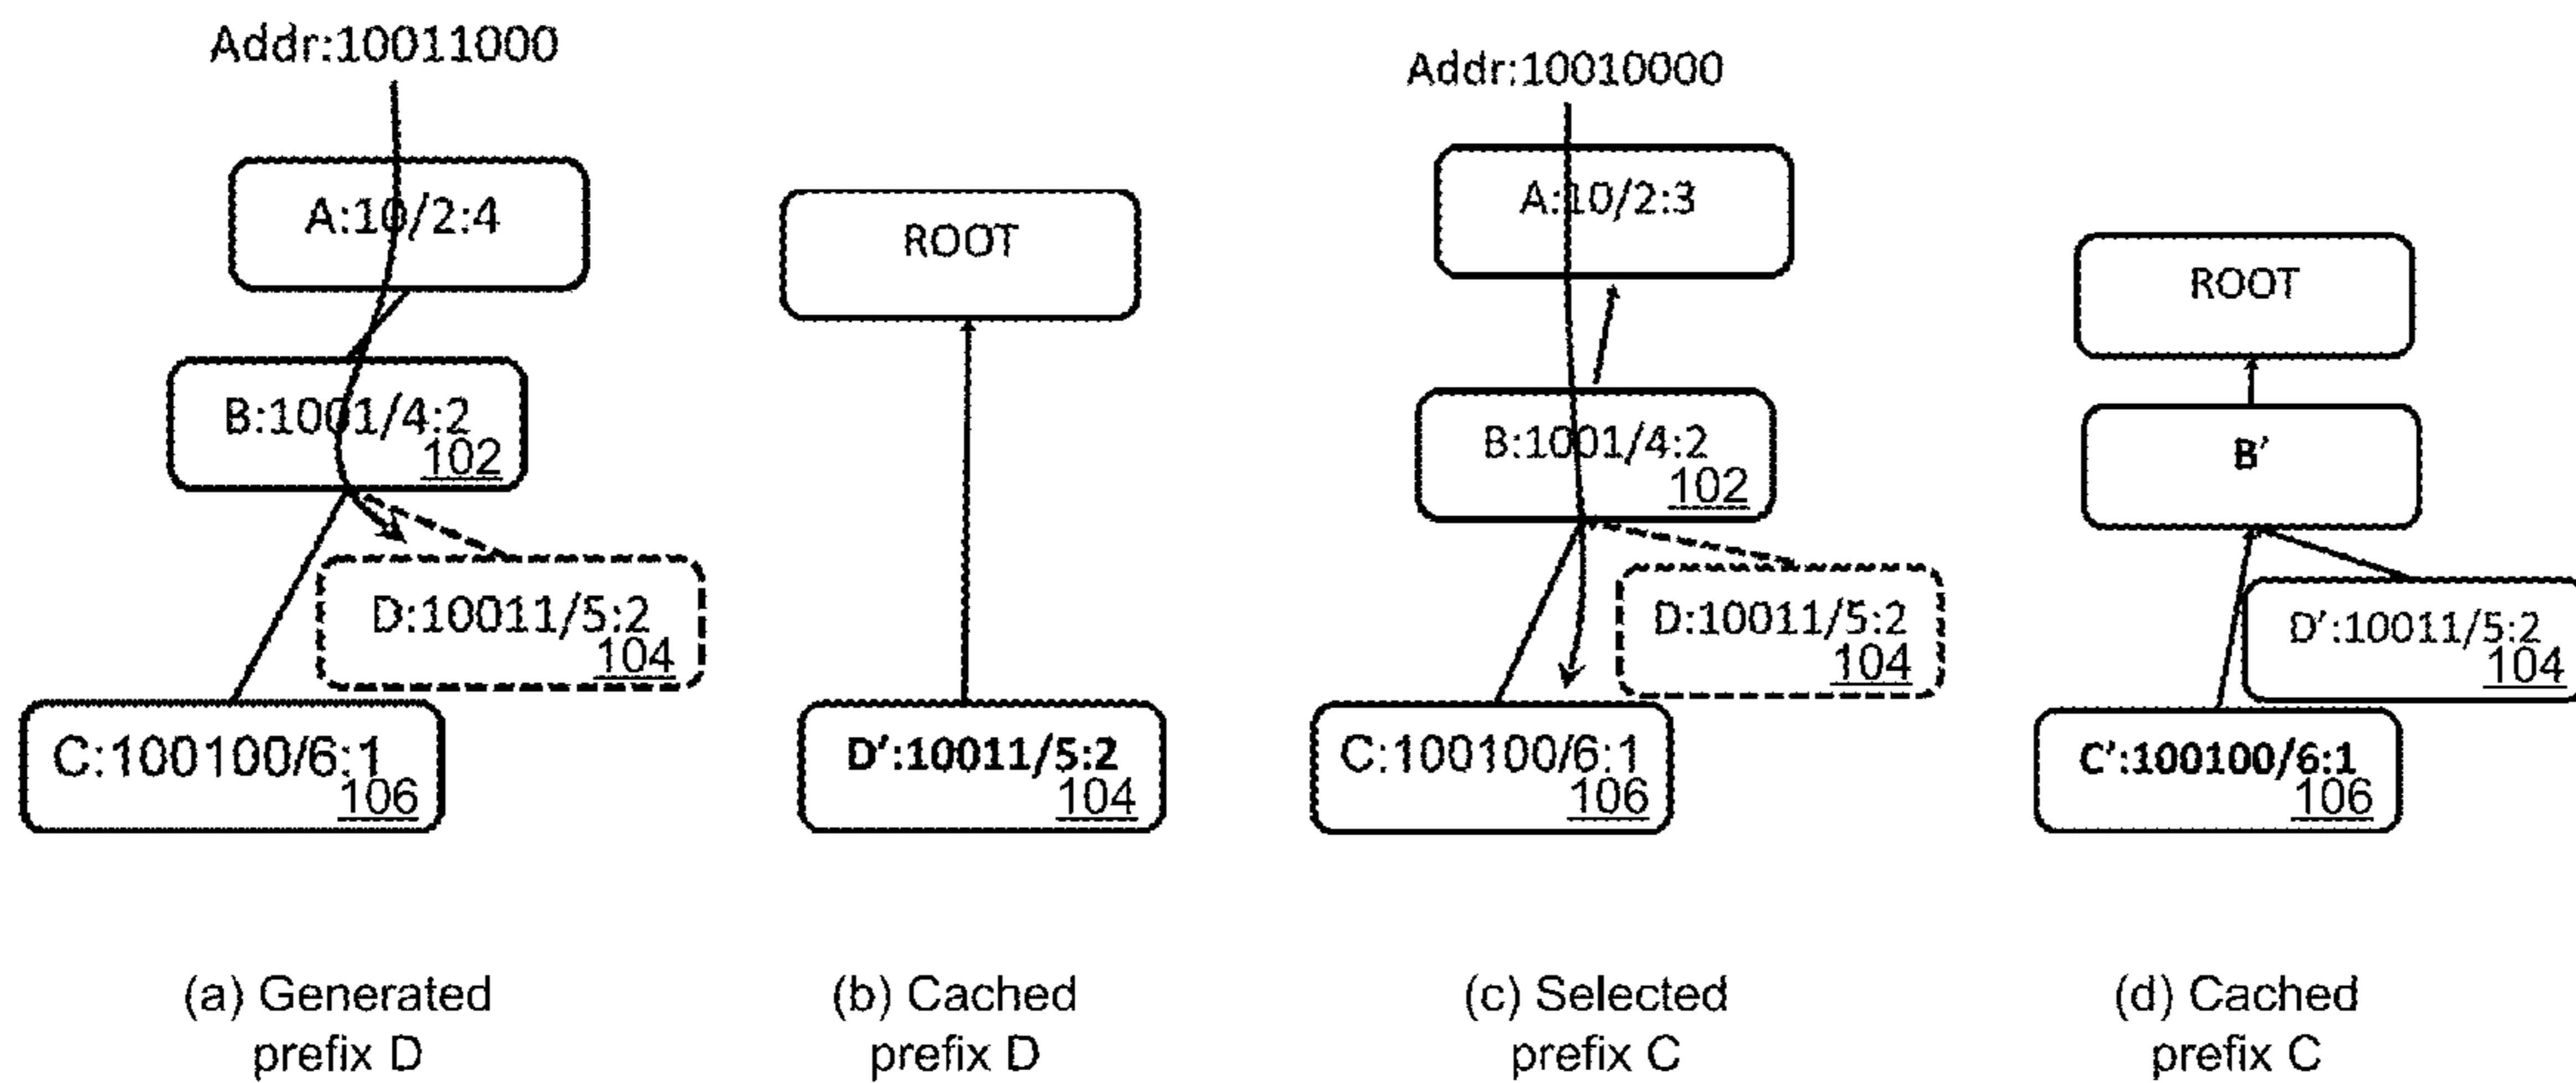 Addr:10011000
A:10/2:4
B:1001/4:2
102
D:10011/5:2
104
C:100100/6:1
106
(a) Generated
prefix D
ROOT
D':10011/5:2
104
(b) Cached
prefix D
Addr:10010000
A:10/2:3
B:1001/4:2
102
D:10011/5:2
104
C:100100/6:1
106
(c) Selected
prefix C
ROOT
B'
D':10011/5:2
104
C':100100/6:1
106
(d) Cached
prefix C